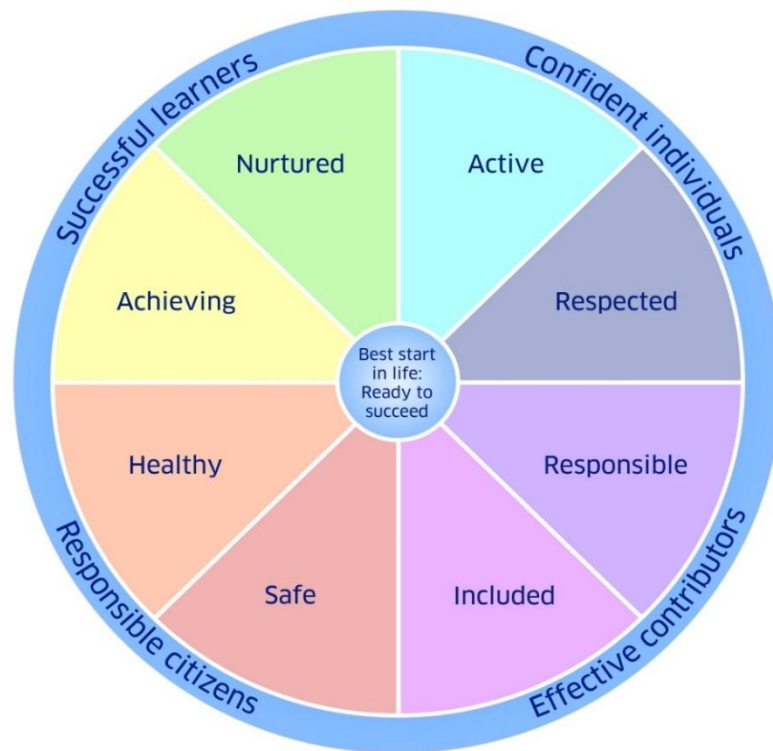 Successful learners
Confident individuals
Nurtured
Active
Achieving
Respected
Best start
in life:
Ready to
succeed
Healthy
Responsible
Safe
Included
Responsible citizens
Effective contributors